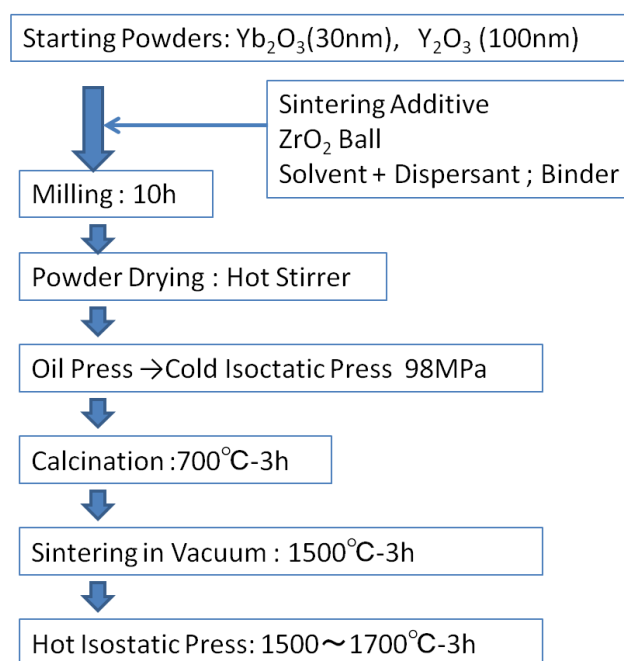 Starting Powders: Yb₂O₃(30nm), Y₂O₃ (100nm)
Sintering Additive
ZrO₂ Ball
Solvent + Dispersant ; Binder
Milling : 10h
Powder Drying : Hot Stirrer
Oil Press →Cold Isoctatic Press 98MPa
Calcination :700℃-3h
Sintering in Vacuum : 1500℃-3h
Hot Isostatic Press: 1500～1700℃-3h